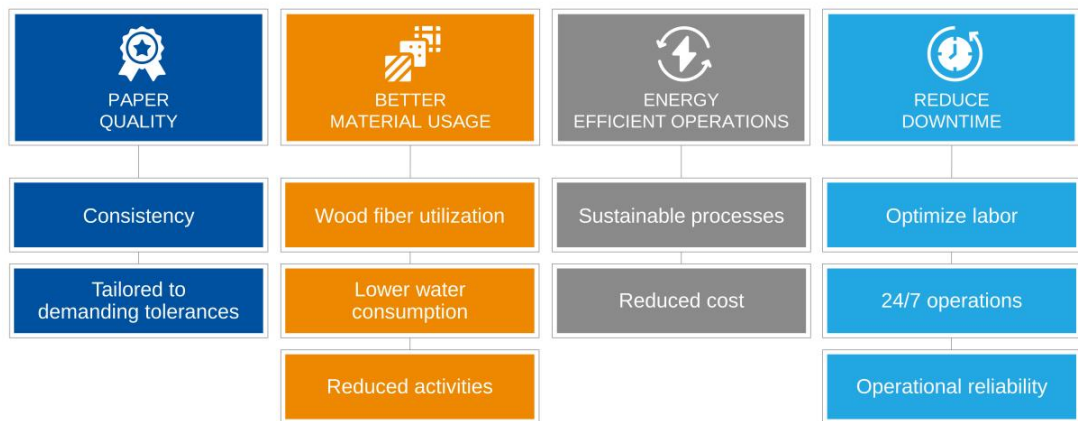 PAPER
QUALITY
BETTER
MATERIAL USAGE
ENERGY
EFFICIENT OPERATIONS
REDUCE
DOWNTIME
Consistency
Wood fiber utilization
Sustainable processes
Optimize labor
Tailored to
demanding tolerances
Lower water
consumption
Reduced cost
24/7 operations
Reduced activities
Operational reliability